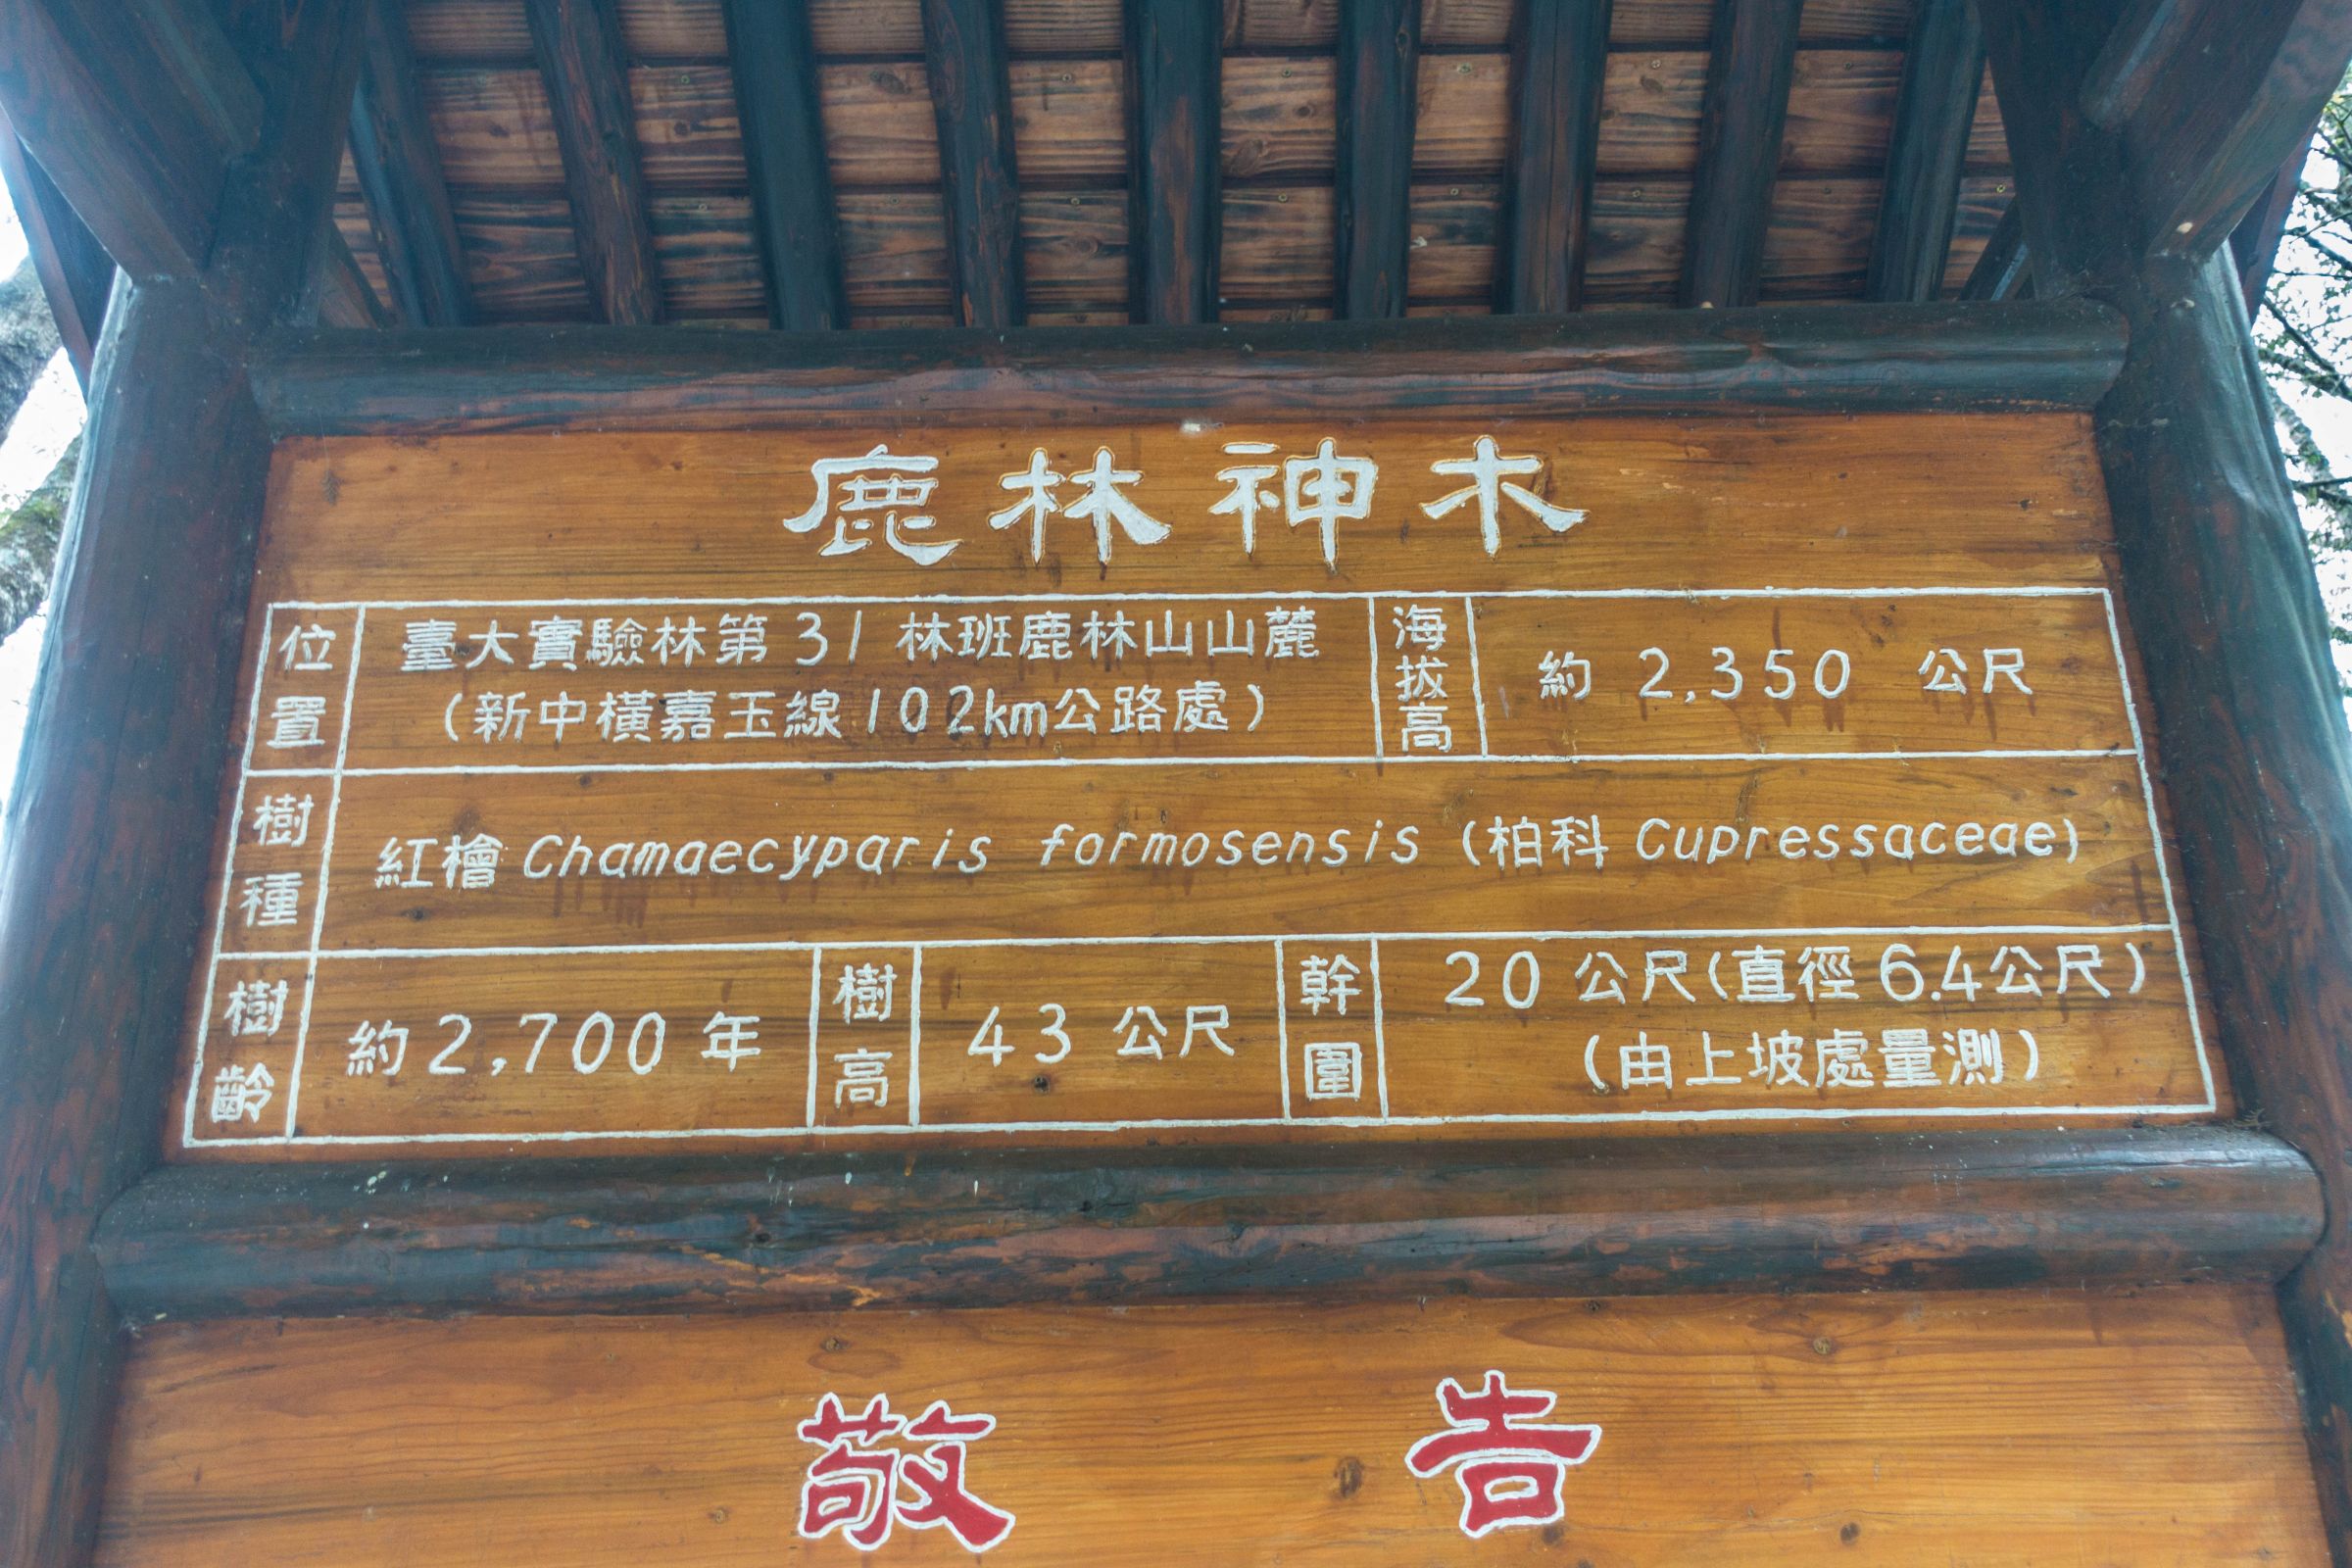 鹿林神木
位置
臺大實驗林第31林班鹿林山山麓
(新中橫嘉玉線102km公路處)
海拔高
約 2,350 公尺
樹種
紅檜 Chamaecyparis formosensis (柏科 Cupressaceae)
樹齡
約2,700年
樹高
43 公尺
幹圍
20 公尺(直徑6.4公尺)
(由上坡處量測)
敬告